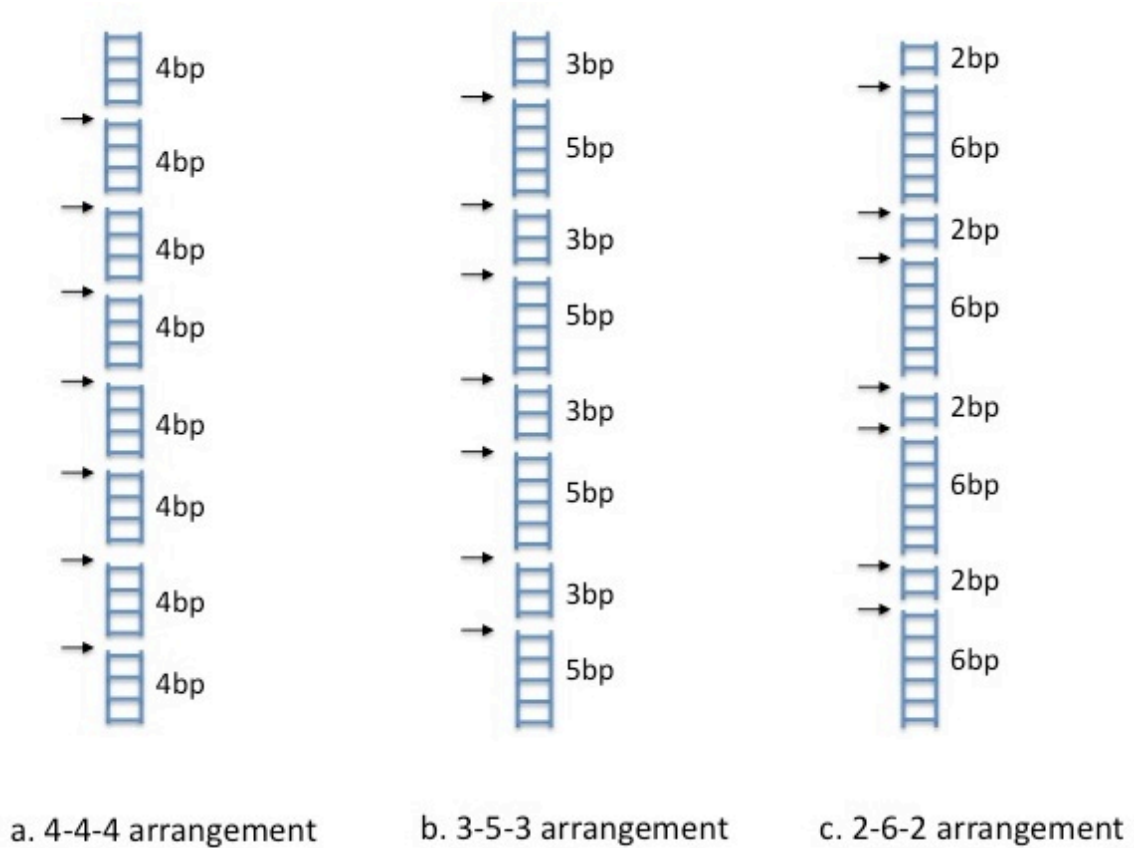 4bp
4bp
4bp
4bp
4bp
4bp
4bp
4bp
a. 4-4-4 arrangement
3bp
5bp
3bp
5bp
3bp
5bp
3bp
5bp
b. 3-5-3 arrangement
2bp
6bp
2bp
6bp
2bp
6bp
2bp
6bp
c. 2-6-2 arrangement